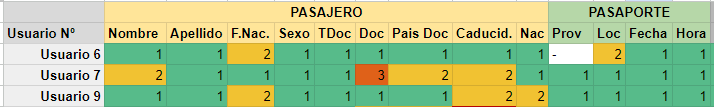 PASAJERO PASAPORTE
Usuario Nº Nombre Apellido F.Nac. Sexo TDoc Doc Pais Doc Caducid. Nac Prov Loc Fecha Hora
Usuario 6 1 1 2 1 1 1 1 1 1 - 2 1 1
Usuario 7 2 1 1 1 1 3 2 2 1 1 1 1 1
Usuario 9 1 1 2 1 1 1 1 2 2 1 1 1 1